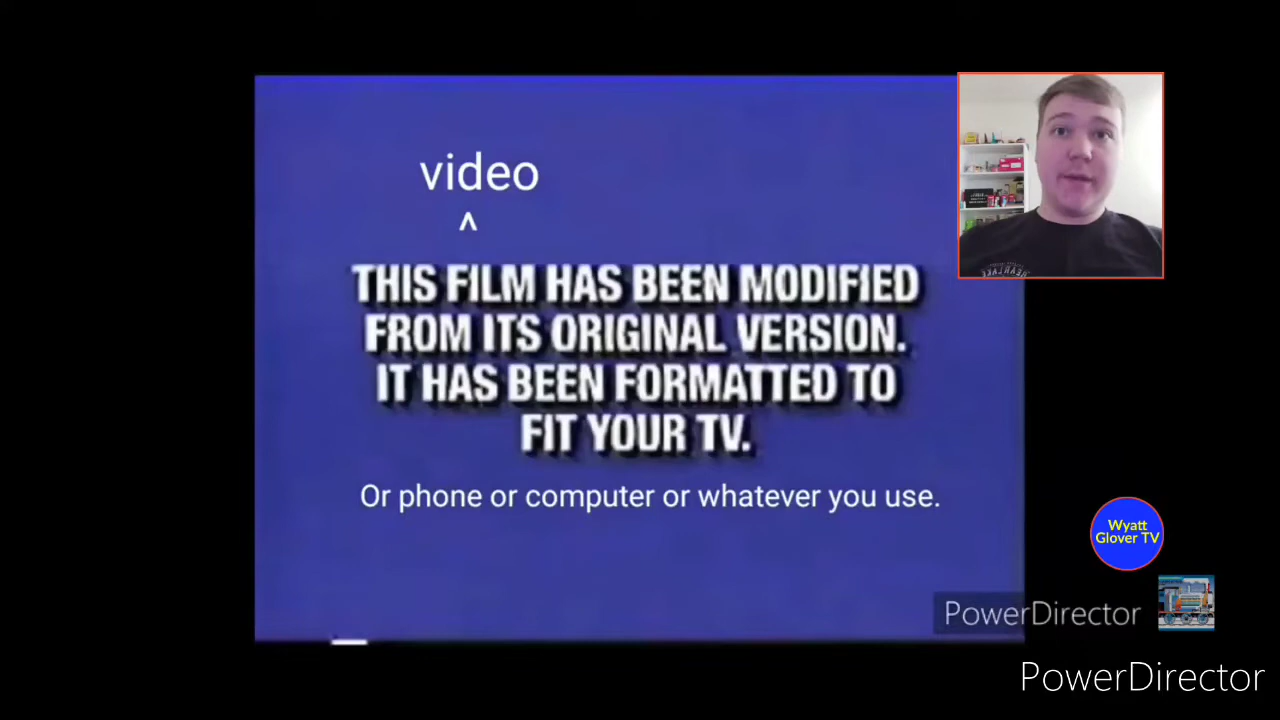 video
^
THIS FILM HAS BEEN MODIFIED
FROM ITS ORIGINAL VERSION.
IT HAS BEEN FORMATTED TO
FIT YOUR TV.
Or phone or computer or whatever you use.
Wyatt
Glover TV
PowerDirector
PowerDirector